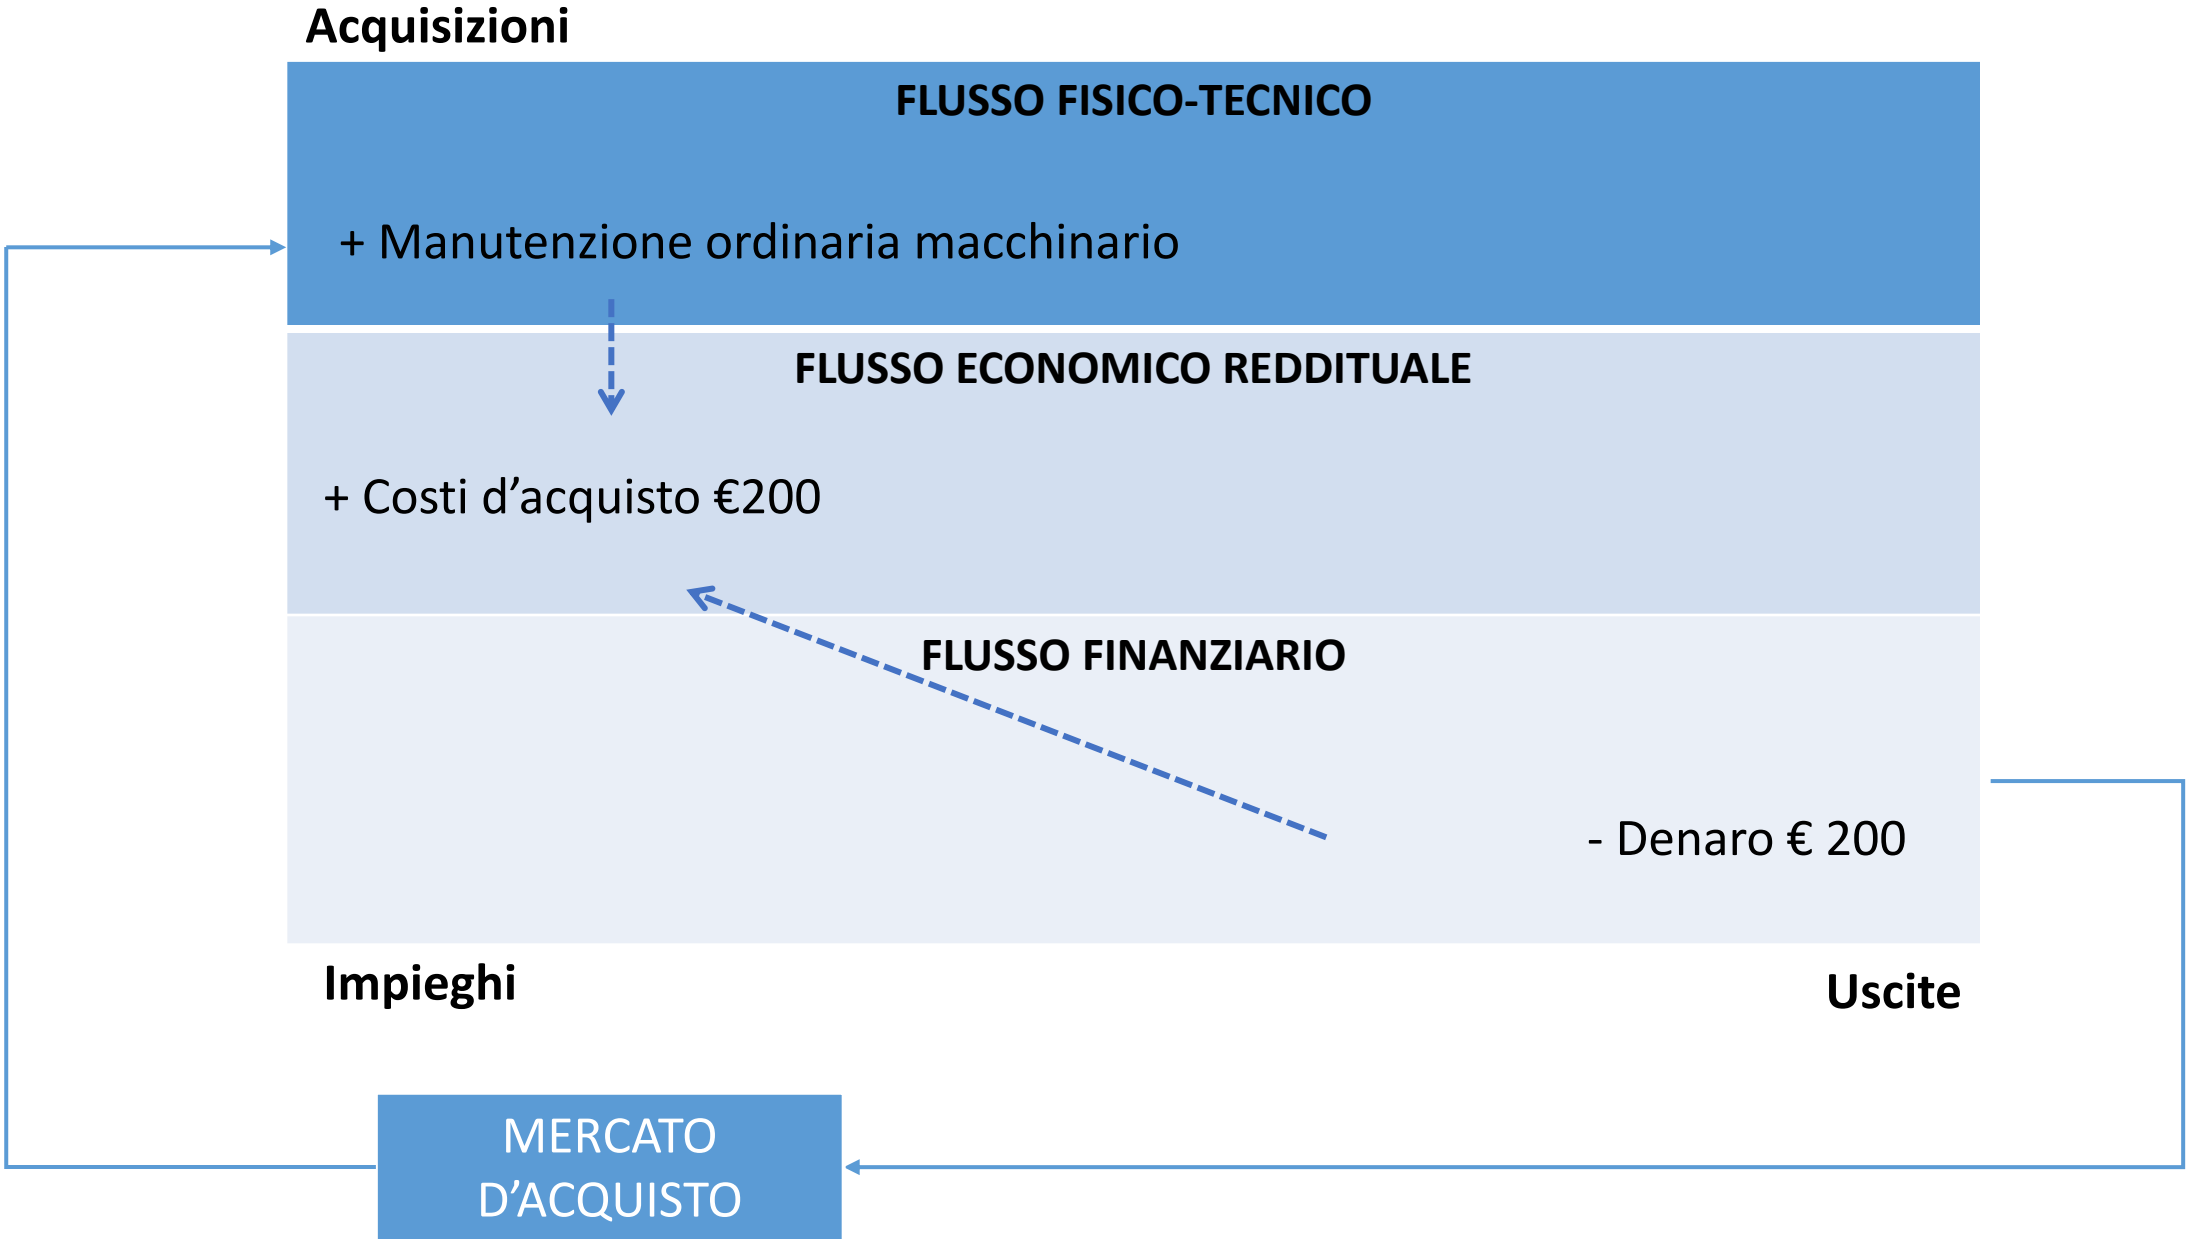 Acquisizioni
FLUSSO FISICO-TECNICO
+ Manutenzione ordinaria macchinario
FLUSSO ECONOMICO REDDITUALE
+ Costi d’acquisto €200
FLUSSO FINANZIARIO
- Denaro € 200
Impieghi
Uscite
MERCATO
D’ACQUISTO